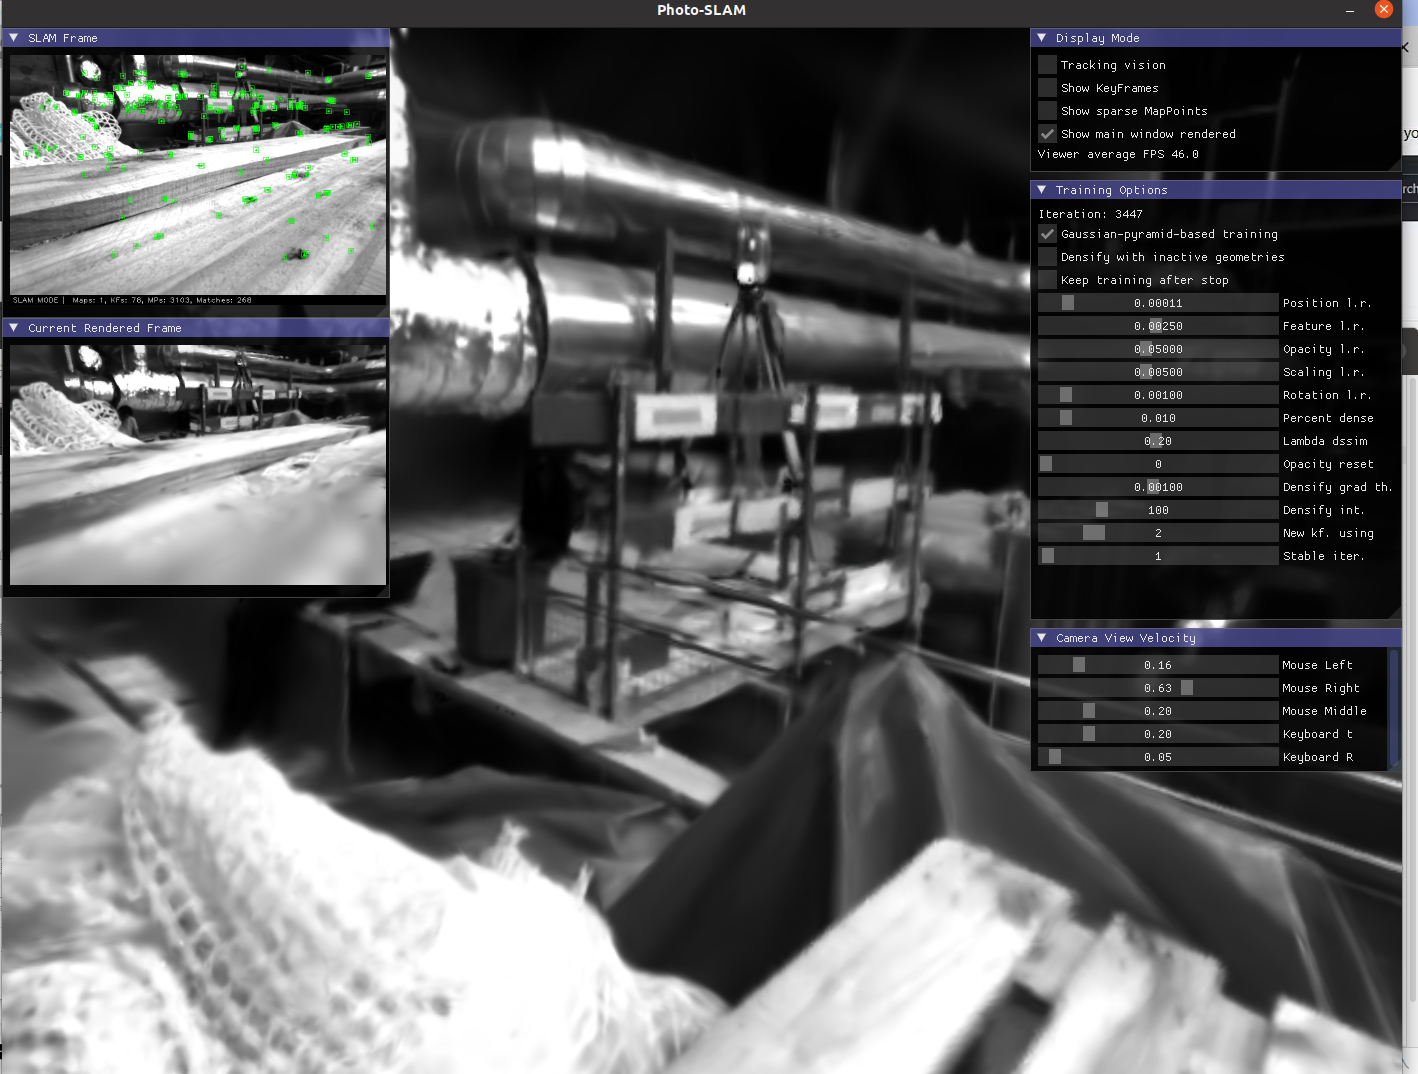 Photo-SLAM
SLAM Frame
SLAM MODE | Maps: 1, KFs: 78, MPs: 3103, Matches: 268
Current Rendered Frame
Display Mode
Tracking vision
Show KeyFrames
Show sparse MapPoints
Show main window rendered
Viewer average FPS 46.0
Training Options
Iteration: 3447
Gaussian-pyramid-based training
Densify with inactive geometries
Keep training after stop
0.00011 Position l.r.
0.00250 Feature l.r.
0.05000 Opacity l.r.
0.00500 Scaling l.r.
0.00100 Rotation l.r.
0.010 Percent dense
0.20 Lambda dssim
0 Opacity reset
0.00100 Densify grad th.
100 Densify int.
2 New kf. using
1 Stable iter.
Camera View Velocity
0.16 Mouse Left
0.63 Mouse Right
0.20 Mouse Middle
0.20 Keyboard t
0.05 Keyboard R
yo
rch